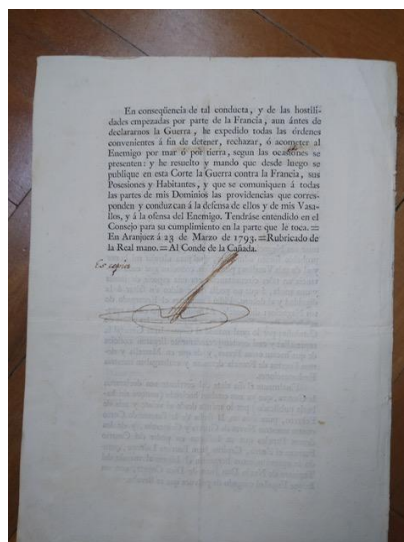 En conseqüencia de tal conducta, y de las hostili-
dades empezadas por parte de la Francia, aun ántes de
declararnos la Guerra, he expedido todas las órdenes
convenientes á fin de detener, rechazar, ó acometer al
Enemigo por mar ó por tierra, segun las ocasiones se
presenten: y he resuelto y mando que desde luego se
publique en esta Corte la Guerra contra la Francia, sus
Posesiones y Habitantes, y que se comuniquen á todas
las partes de mis Dominios las providencias que corres-
ponden y conduzcan á la defensa de ellos y de mis Vasa-
llos, y á la ofensa del Enemigo. Tendráse entendido en el
Consejo para su cumplimiento en la parte que le toca.=
En Aranjuez á 23 de Marzo de 1793.=Rubricado de
la Real mano.= Al Conde de la Cañada.
Es copia